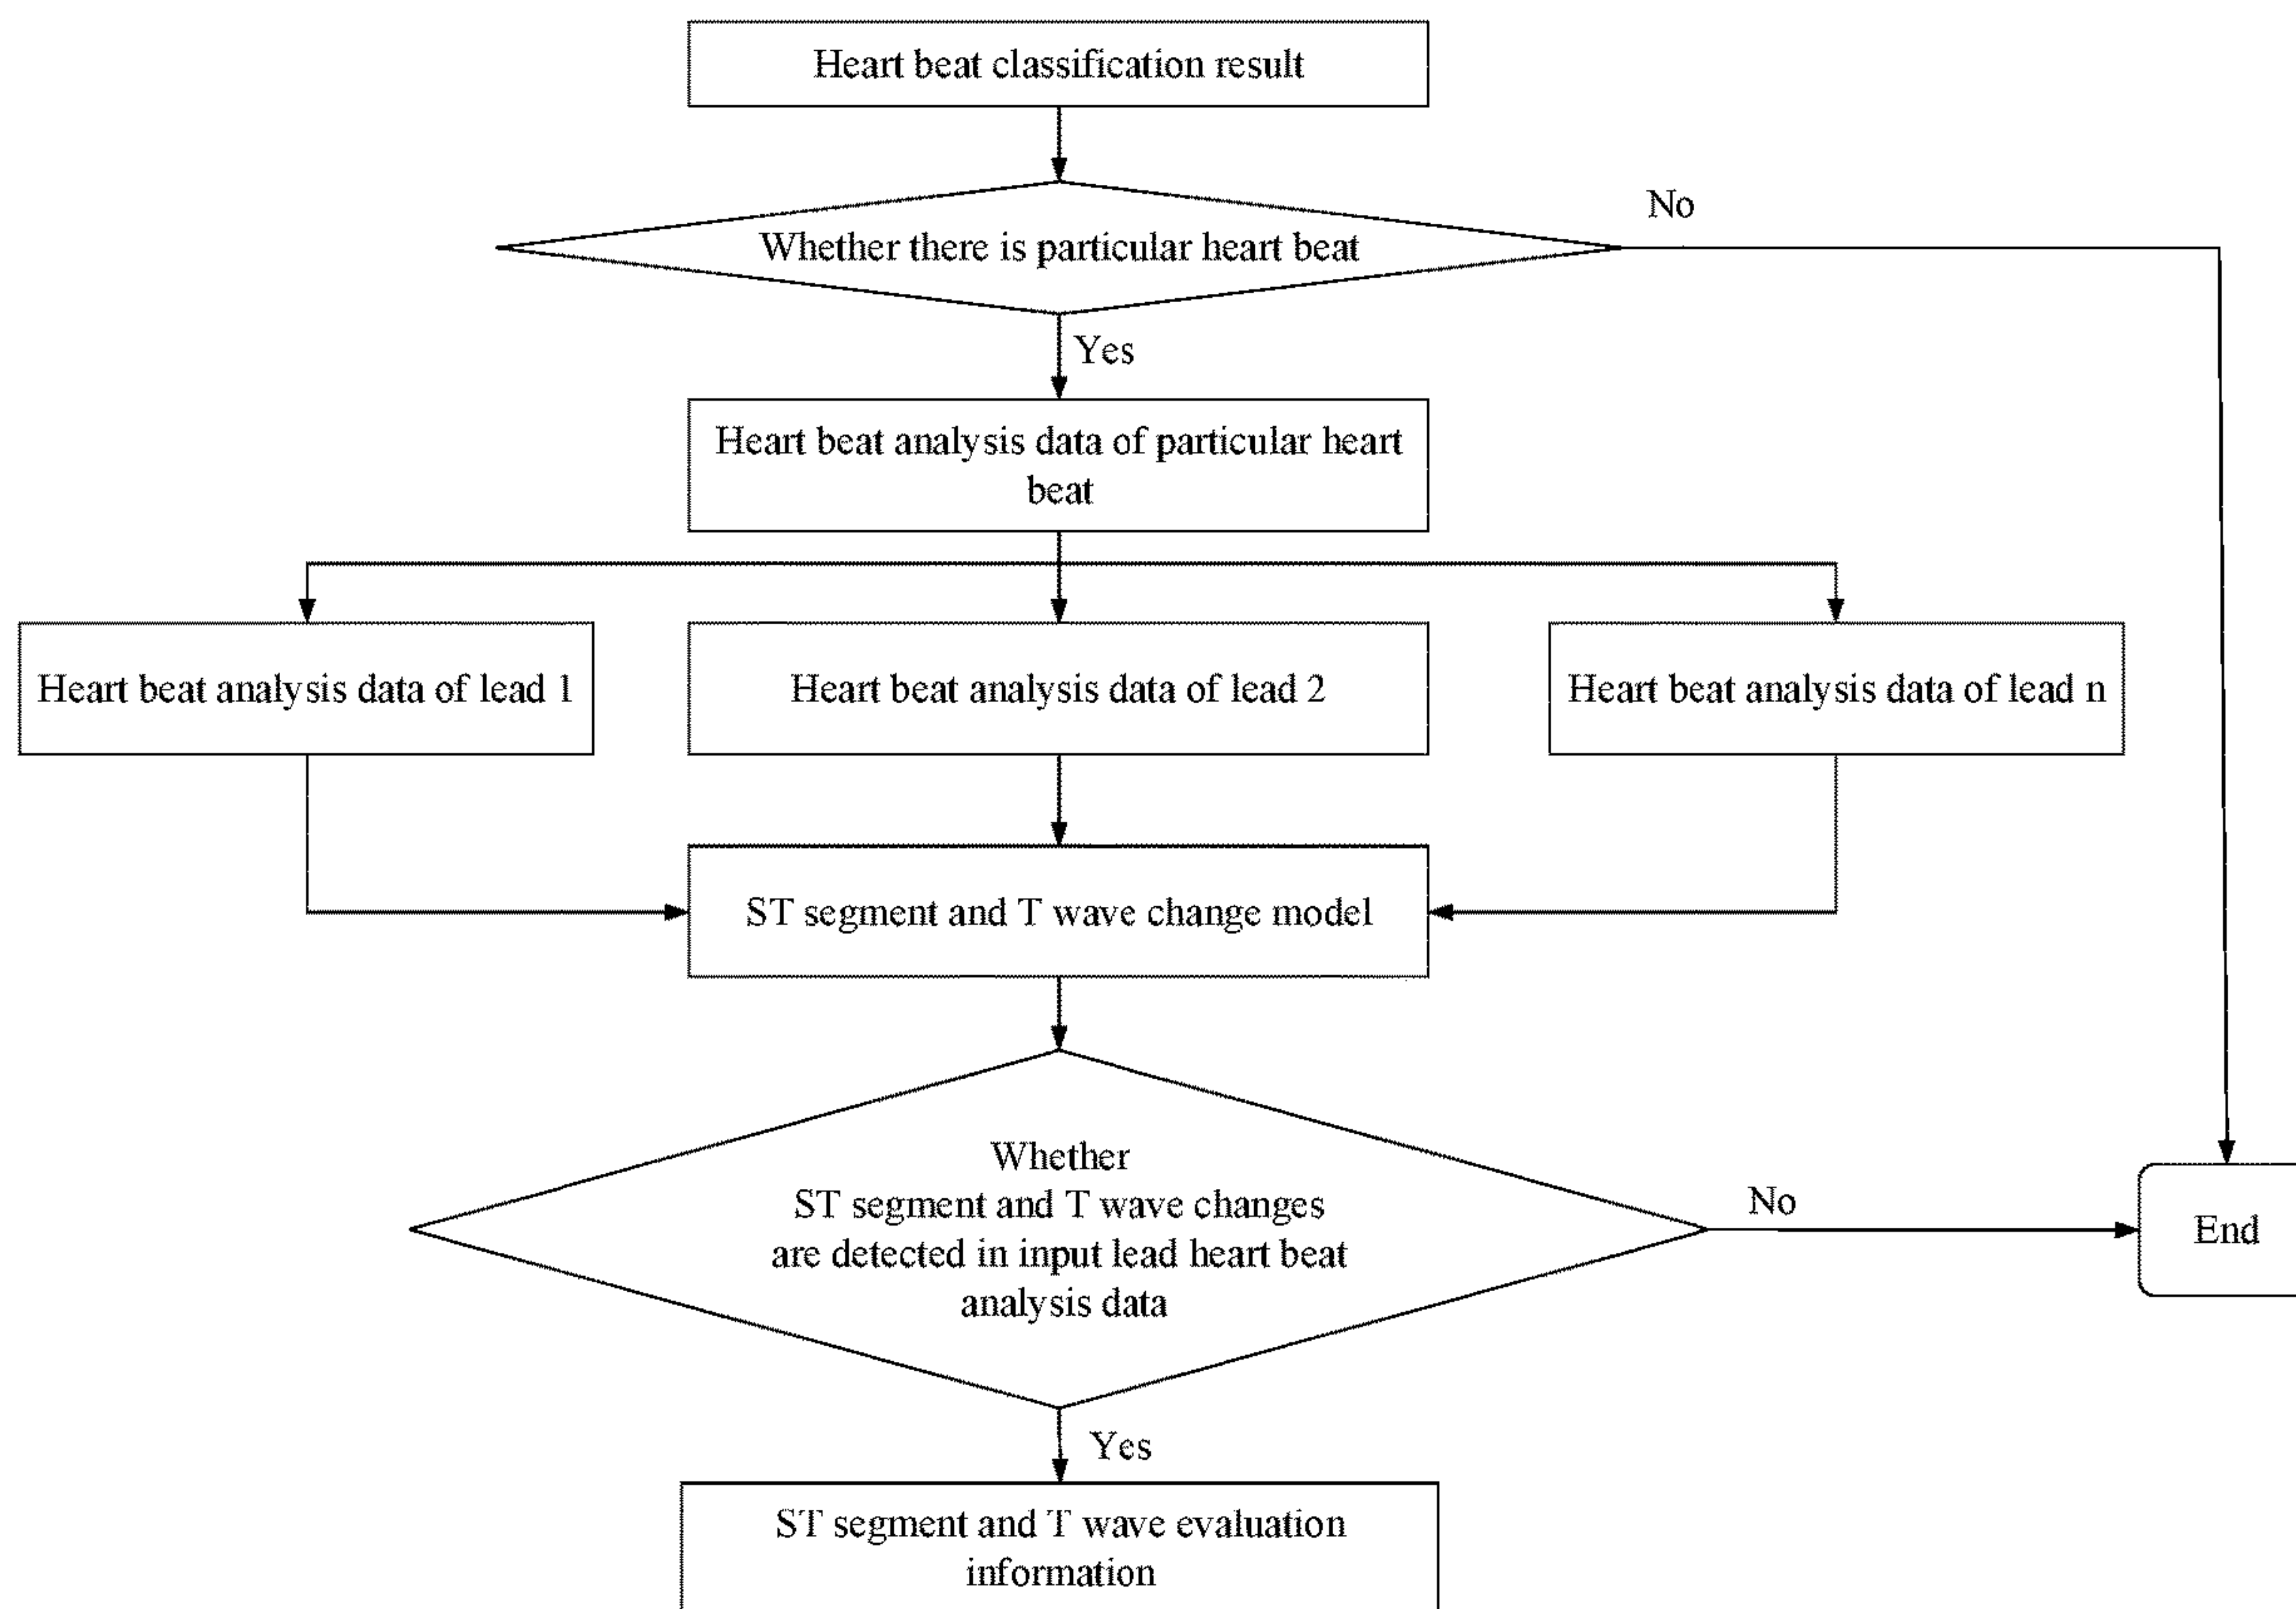 Heart beat classification result
No
Whether there is particular heart beat
Yes
Heart beat analysis data of particular heart
beat
Heart beat analysis data of lead 1
Heart beat analysis data of lead 2
Heart beat analysis data of lead n
ST segment and T wave change model
Whether
ST segment and T wave changes
are detected in input lead heart beat
analysis data
No
End
Yes
ST segment and T wave evaluation
information